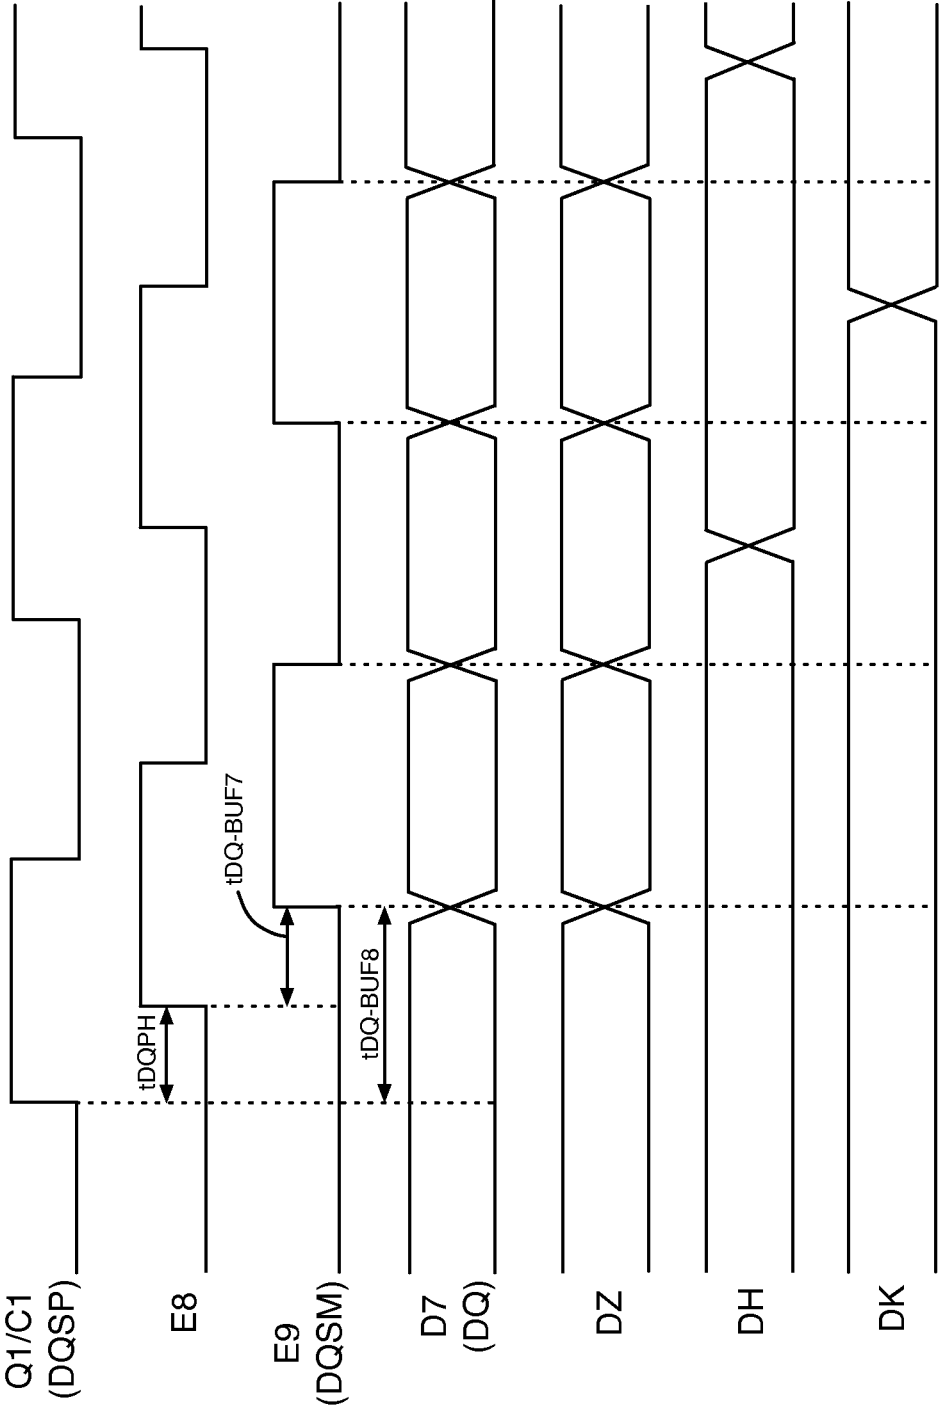 Q1/C1
(DQSP)
E8
tDQPH
E9
(DQSM)
tDQ-BUF7
tDQ-BUF8
D7
(DQ)
DZ
DH
DK